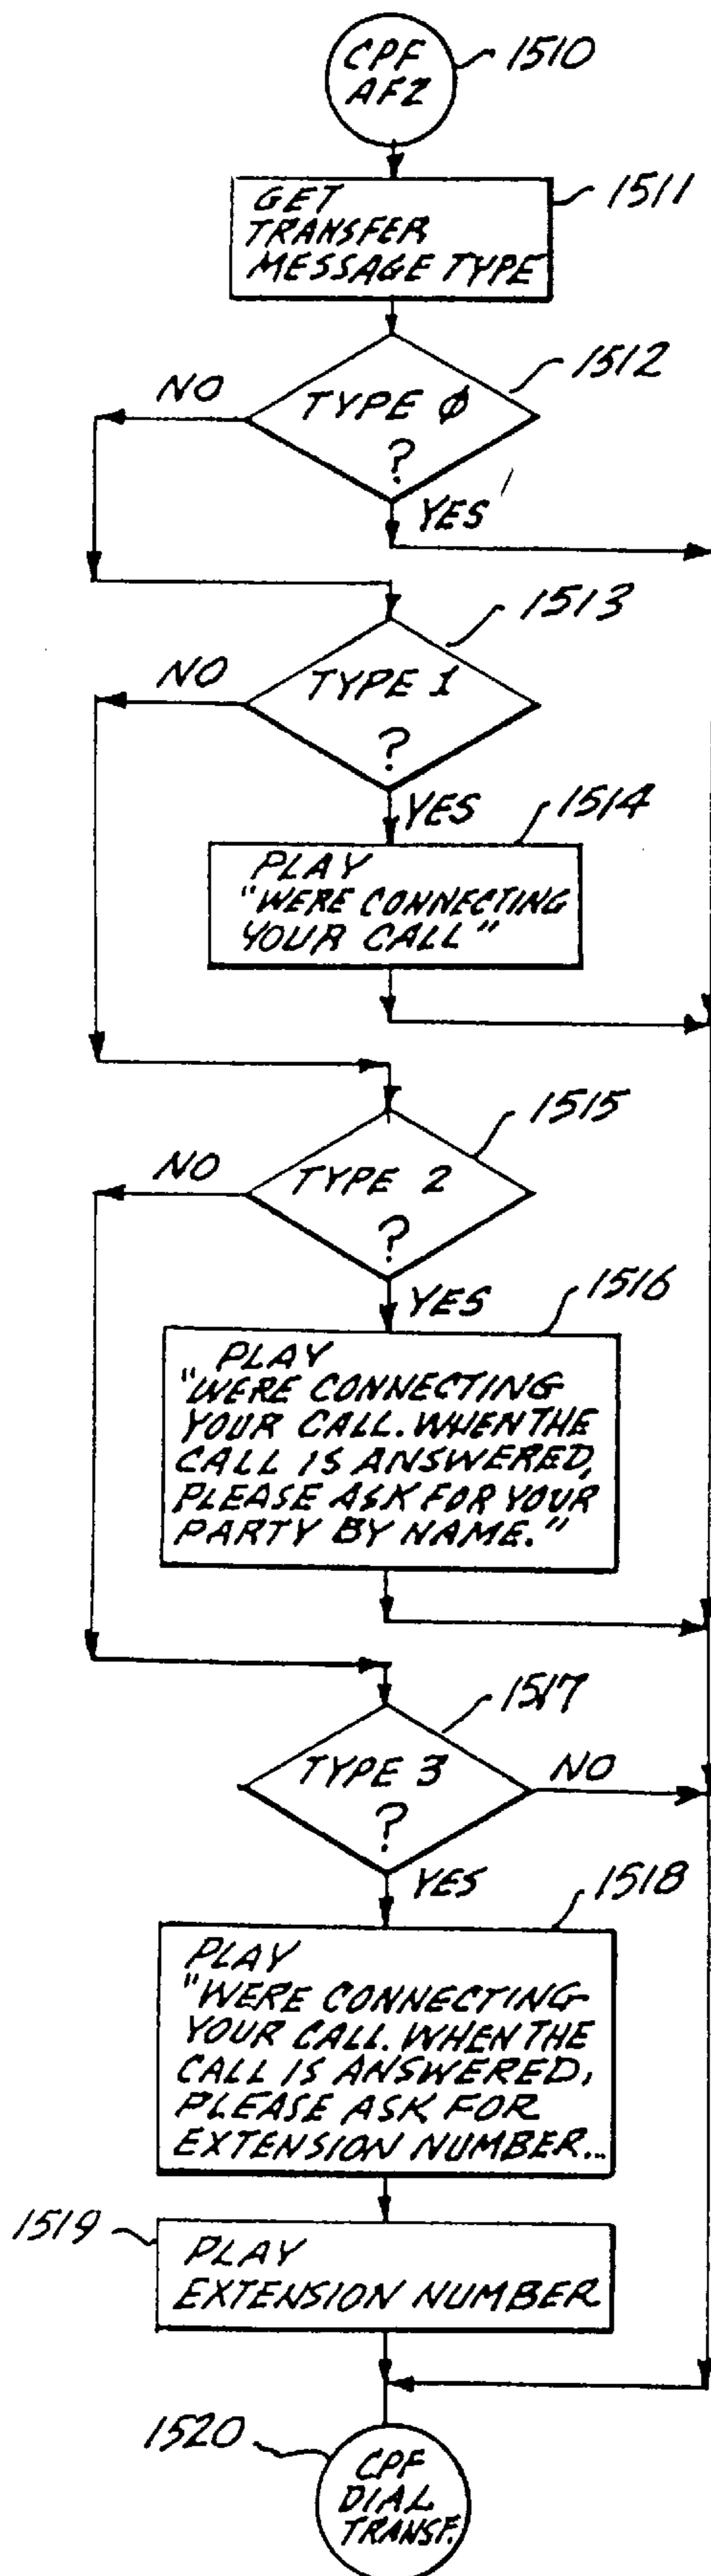 CPF
AF2
1510
GET
TRANSFER
MESSAGE TYPE
1511
TYPE Ø
?
1512
NO
YES
TYPE 1
?
1513
NO
YES
1514
PLAY
"WERE CONNECTING
YOUR CALL"
TYPE 2
?
1515
NO
YES
1516
PLAY
"WERE CONNECTING
YOUR CALL. WHEN THE
CALL IS ANSWERED,
PLEASE ASK FOR YOUR
PARTY BY NAME."
1517
TYPE 3
?
NO
YES
1518
PLAY
"WERE CONNECTING
YOUR CALL. WHEN THE
CALL IS ANSWERED,
PLEASE ASK FOR
EXTENSION NUMBER...
1519
PLAY
EXTENSION NUMBER
1520
CPF
DIAL
TRANSF.